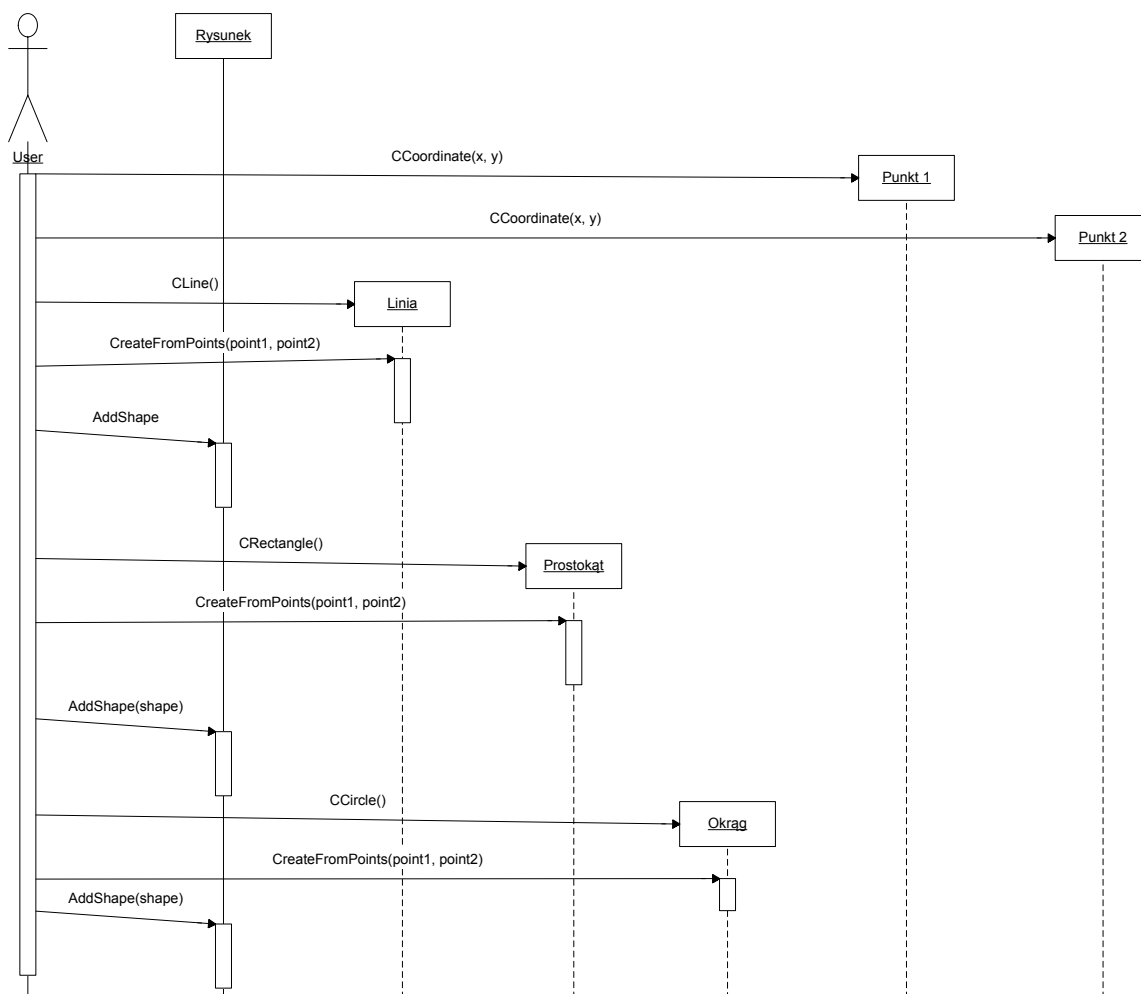 Rysunek
User
CCoordinate(x, y)
Punkt 1
CCoordinate(x, y)
Punkt 2
CLine()
Linia
CreateFromPoints(point1, point2)
AddShape
CRectangle()
Prostokąt
CreateFromPoints(point1, point2)
AddShape(shape)
CCircle()
Okrąg
CreateFromPoints(point1, point2)
AddShape(shape)